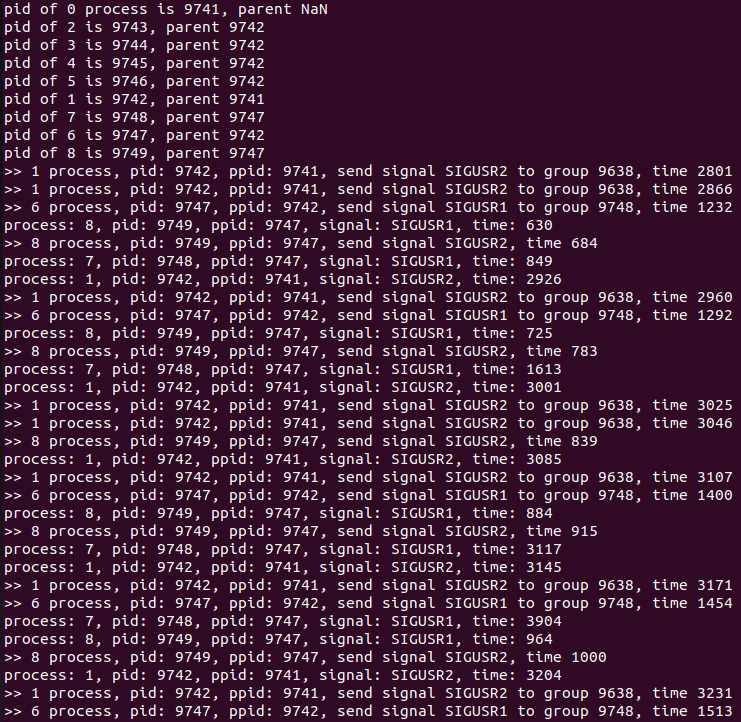 pid of 0 process is 9741, parent NaN
pid of 2 is 9743, parent 9742
pid of 3 is 9744, parent 9742
pid of 4 is 9745, parent 9742
pid of 5 is 9746, parent 9742
pid of 1 is 9742, parent 9741
pid of 7 is 9748, parent 9747
pid of 6 is 9747, parent 9742
pid of 8 is 9749, parent 9747
>> 1 process, pid: 9742, ppid: 9741, send signal SIGUSR2 to group 9638, time 2801
>> 1 process, pid: 9742, ppid: 9741, send signal SIGUSR2 to group 9638, time 2866
>> 6 process, pid: 9747, ppid: 9742, send signal SIGUSR1 to group 9748, time 1232
process: 8, pid: 9749, ppid: 9747, signal: SIGUSR1, time: 630
>> 8 process, pid: 9749, ppid: 9747, send signal SIGUSR2, time 684
process: 7, pid: 9748, ppid: 9747, signal: SIGUSR1, time: 849
process: 1, pid: 9742, ppid: 9741, signal: SIGUSR2, time: 2926
>> 1 process, pid: 9742, ppid: 9741, send signal SIGUSR2 to group 9638, time 2960
>> 6 process, pid: 9747, ppid: 9742, send signal SIGUSR1 to group 9748, time 1292
process: 8, pid: 9749, ppid: 9747, signal: SIGUSR1, time: 725
>> 8 process, pid: 9749, ppid: 9747, send signal SIGUSR2, time 783
process: 7, pid: 9748, ppid: 9747, signal: SIGUSR1, time: 1613
process: 1, pid: 9742, ppid: 9741, signal: SIGUSR2, time: 3001
>> 1 process, pid: 9742, ppid: 9741, send signal SIGUSR2 to group 9638, time 3025
>> 1 process, pid: 9742, ppid: 9741, send signal SIGUSR2 to group 9638, time 3046
>> 8 process, pid: 9749, ppid: 9747, send signal SIGUSR2, time 839
process: 1, pid: 9742, ppid: 9741, signal: SIGUSR2, time: 3085
>> 1 process, pid: 9742, ppid: 9741, send signal SIGUSR2 to group 9638, time 3107
>> 6 process, pid: 9747, ppid: 9742, send signal SIGUSR1 to group 9748, time 1400
process: 8, pid: 9749, ppid: 9747, signal: SIGUSR1, time: 884
>> 8 process, pid: 9749, ppid: 9747, send signal SIGUSR2, time 915
process: 7, pid: 9748, ppid: 9747, signal: SIGUSR1, time: 3117
process: 1, pid: 9742, ppid: 9741, signal: SIGUSR2, time: 3145
>> 1 process, pid: 9742, ppid: 9741, send signal SIGUSR2 to group 9638, time 3171
>> 6 process, pid: 9747, ppid: 9742, send signal SIGUSR1 to group 9748, time 1454
process: 7, pid: 9748, ppid: 9747, signal: SIGUSR1, time: 3904
process: 8, pid: 9749, ppid: 9747, signal: SIGUSR1, time: 964
>> 8 process, pid: 9749, ppid: 9747, send signal SIGUSR2, time 1000
process: 1, pid: 9742, ppid: 9741, signal: SIGUSR2, time: 3204
>> 1 process, pid: 9742, ppid: 9741, send signal SIGUSR2 to group 9638, time 3231
>> 6 process, pid: 9747, ppid: 9742, send signal SIGUSR1 to group 9748, time 1513